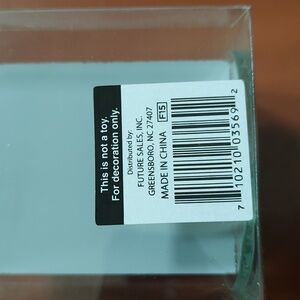 This is not a toy.
For decoration only.
Distributed by:
FUTURE SALES, INC.
GREENSBORO, NC 27407
MADE IN CHINA F15
7 10210 03569 2